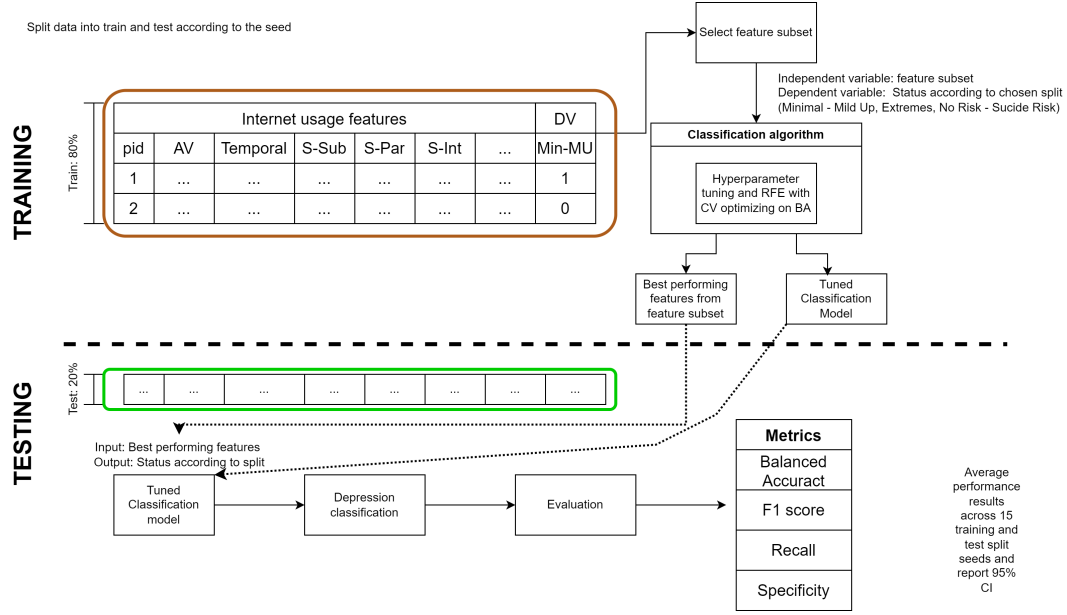 Split data into train and test according to the seed
Select feature subset
Independent variable: feature subset
Dependent variable: Status according to chosen split
(Minimal - Mild Up, Extremes, No Risk - Sucide Risk)
TRAINING
Train: 80%
Internet usage features DV
pid AV Temporal S-Sub S-Par S-Int ... Min-MU
1 ... ... ... ... ... ... 1
2 ... ... ... ... ... ... 0
Classification algorithm
Hyperparameter
tuning and RFE with
CV optimizing on BA
Best performing
features from
feature subset
Tuned
Classification
Model
TESTING
Test: 20%
... ... ... ... ... ... ... ...
Input: Best performing features
Output: Status according to split
Tuned
Classification
model
Depression
classification
Evaluation
Metrics
Balanced
Accuract
F1 score
Recall
Specificity
Average
performance
results
across 15
training and
test split
seeds and
report 95%
CI